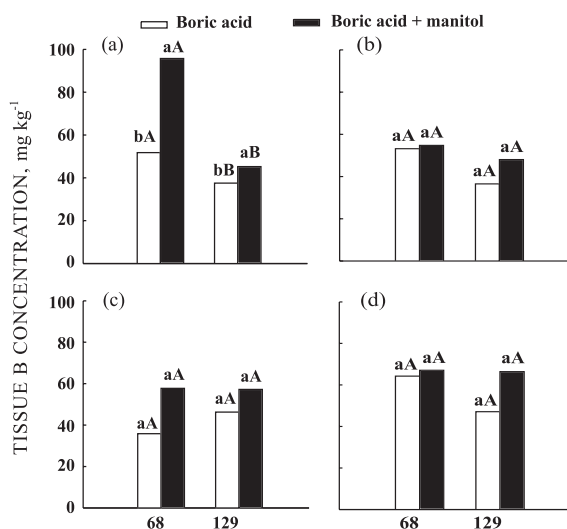 Boric acid Boric acid + manitol
TISSUE B CONCENTRATION, mg kg-1
(a) (b)
100
80
60
40
20
0
bA aA bB aB
aA aA aA aA
(c) (d)
100
80
60
40
20
0
aA aA aA aA
aA aA aA aA
68 129 68 129